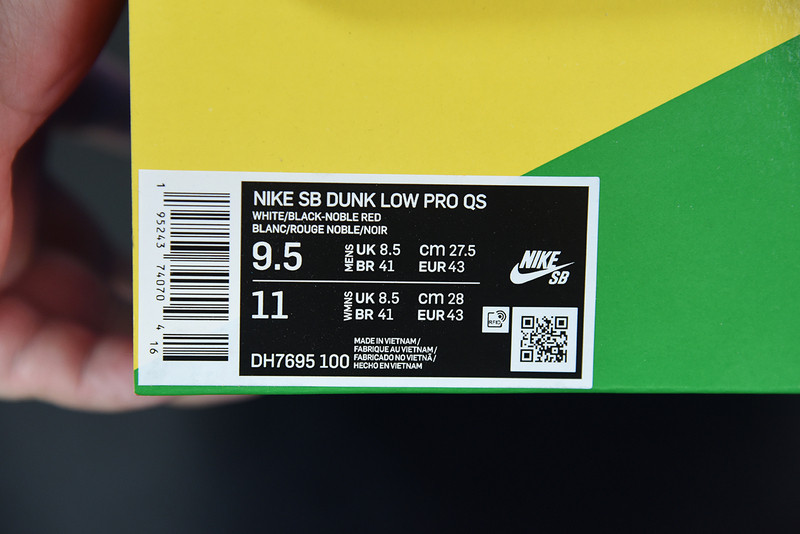 NIKE SB DUNK LOW PRO QS
WHITE/BLACK-NOBLE RED
BLANC/ROUGE NOBLE/NOIR
9.5 MENS UK 8.5 cm 27.5
BR 41 EUR 43
11 WMNS UK 8.5 cm 28
BR 41 EUR 43
NIKE
SB
RFID
DH7695 100
MADE IN VIETNAM /
FABRIQUE AU VIETNAM /
FABRICADO NO VIETNÃ /
HECHO EN VIETNAM
1 95243 74070 4 16